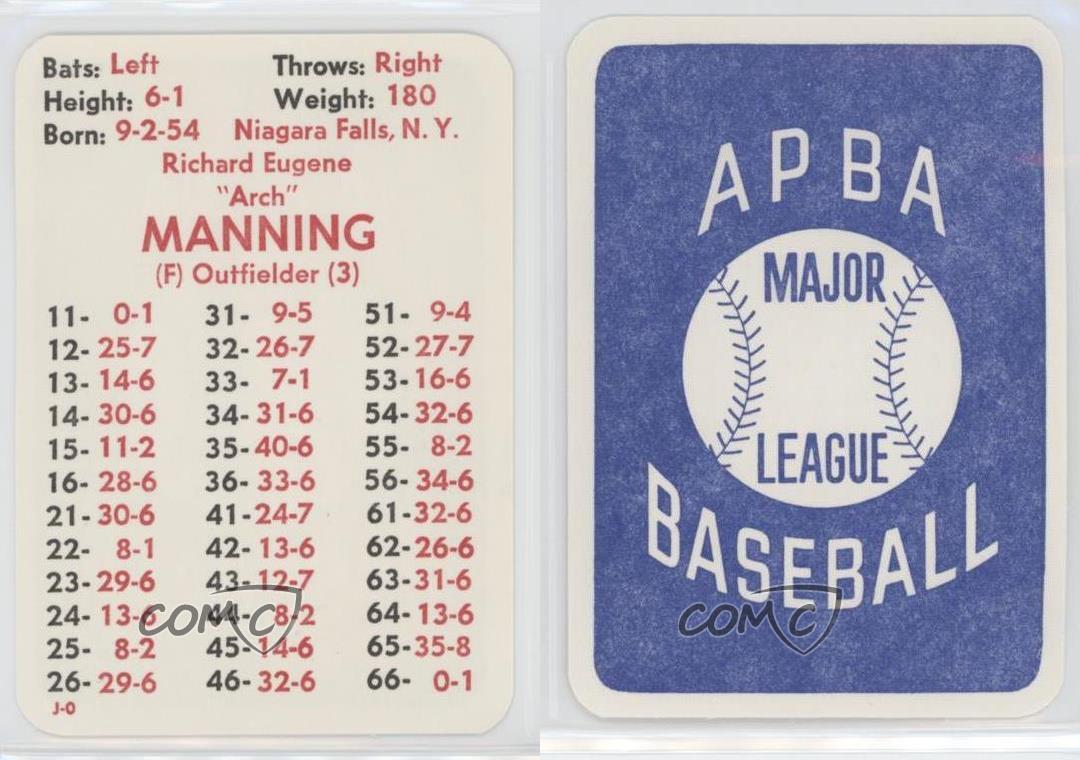 Bats: Left Throws: Right
Height: 6-1 Weight: 180
Born: 9-2-54 Niagara Falls, N. Y.
Richard Eugene
"Arch"
MANNING
(F) Outfielder (3)
11- 0-1 31- 9-5 51- 9-4
12- 25-7 32- 26-7 52- 27-7
13- 14-6 33- 7-1 53- 16-6
14- 30-6 34- 31-6 54- 32-6
15- 11-2 35- 40-6 55- 8-2
16- 28-6 36- 33-6 56- 34-6
21- 30-6 41- 24-7 61- 32-6
22- 8-1 42- 13-6 62- 26-6
23- 29-6 43- 12-7 63- 31-6
24- 13-6 44- 8-2 64- 13-6
25- 8-2 45- 14-6 65- 35-8
26- 29-6 46- 32-6 66- 0-1
J-0
COMC
APBA
MAJOR
LEAGUE
BASEBALL
COMC